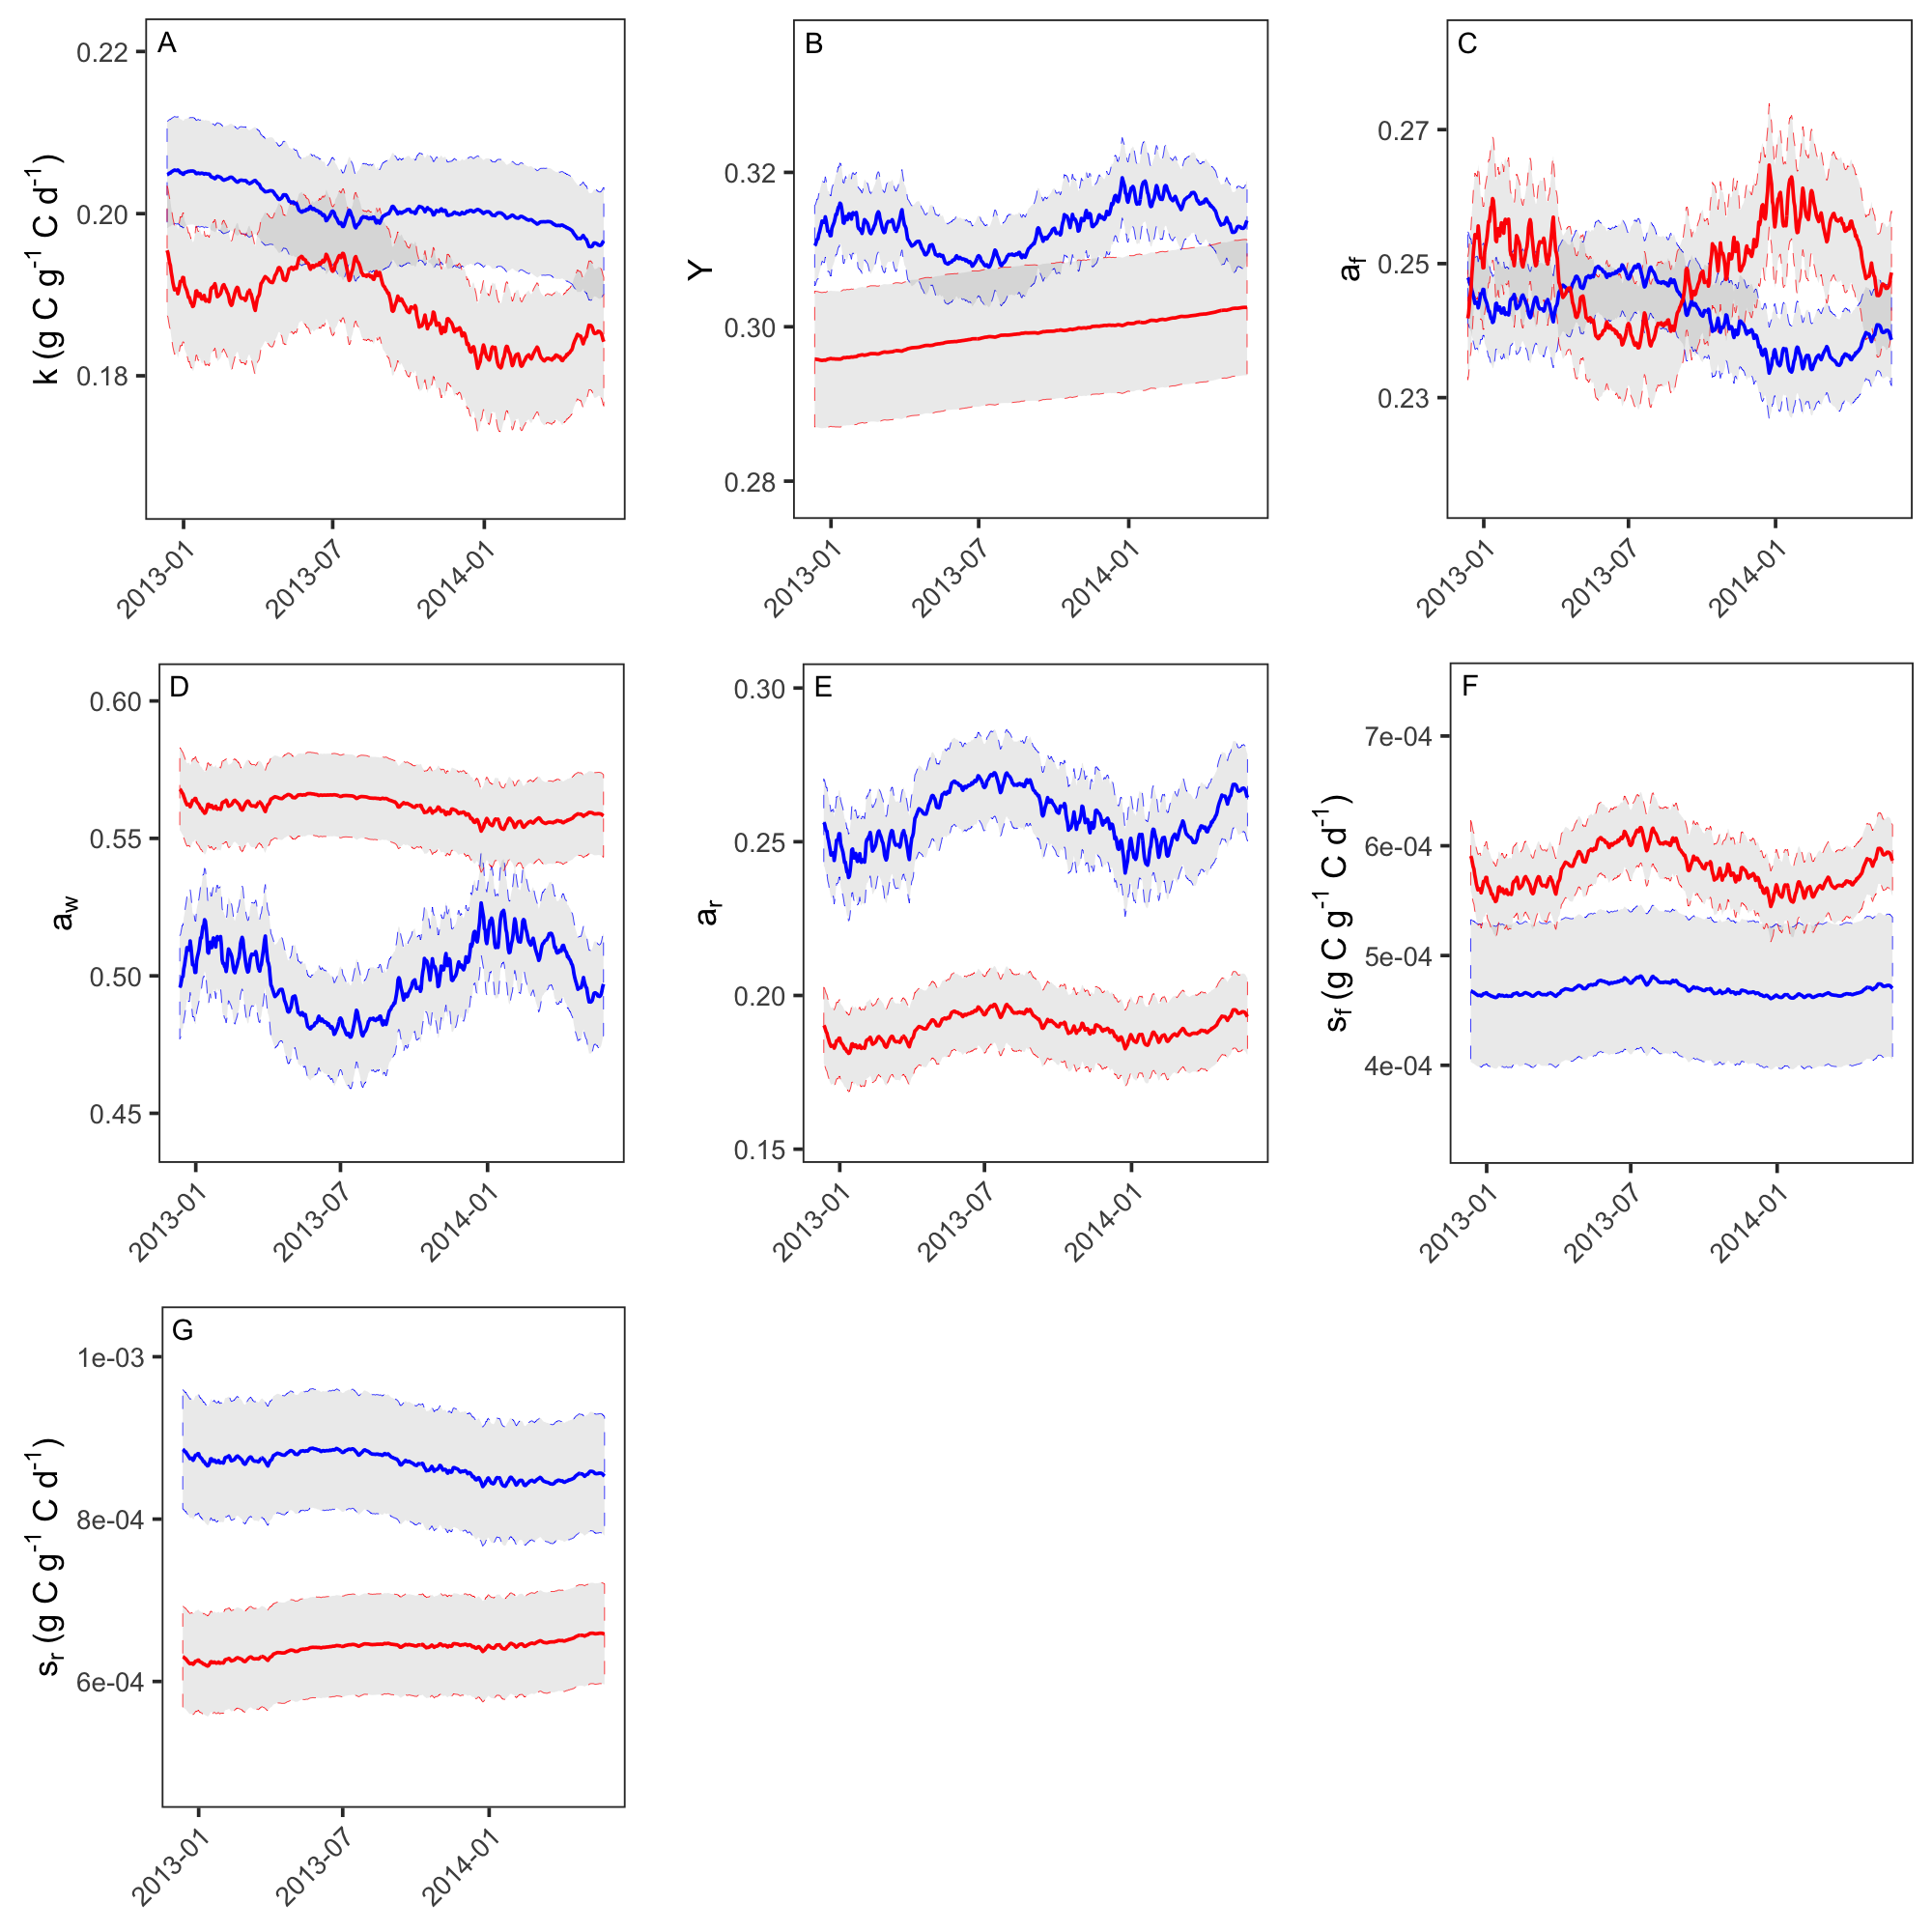 A
k (g C g⁻¹ C d⁻¹)
0.22
0.20
0.18
2013-01
2013-07
2014-01
B
Y
0.32
0.30
0.28
2013-01
2013-07
2014-01
C
af
0.27
0.25
0.23
2013-01
2013-07
2014-01
D
aw
0.60
0.55
0.50
0.45
2013-01
2013-07
2014-01
E
ar
0.30
0.25
0.20
0.15
2013-01
2013-07
2014-01
F
sf (g C g⁻¹ C d⁻¹)
7e-04
6e-04
5e-04
4e-04
2013-01
2013-07
2014-01
G
sr (g C g⁻¹ C d⁻¹)
1e-03
8e-04
6e-04
2013-01
2013-07
2014-01